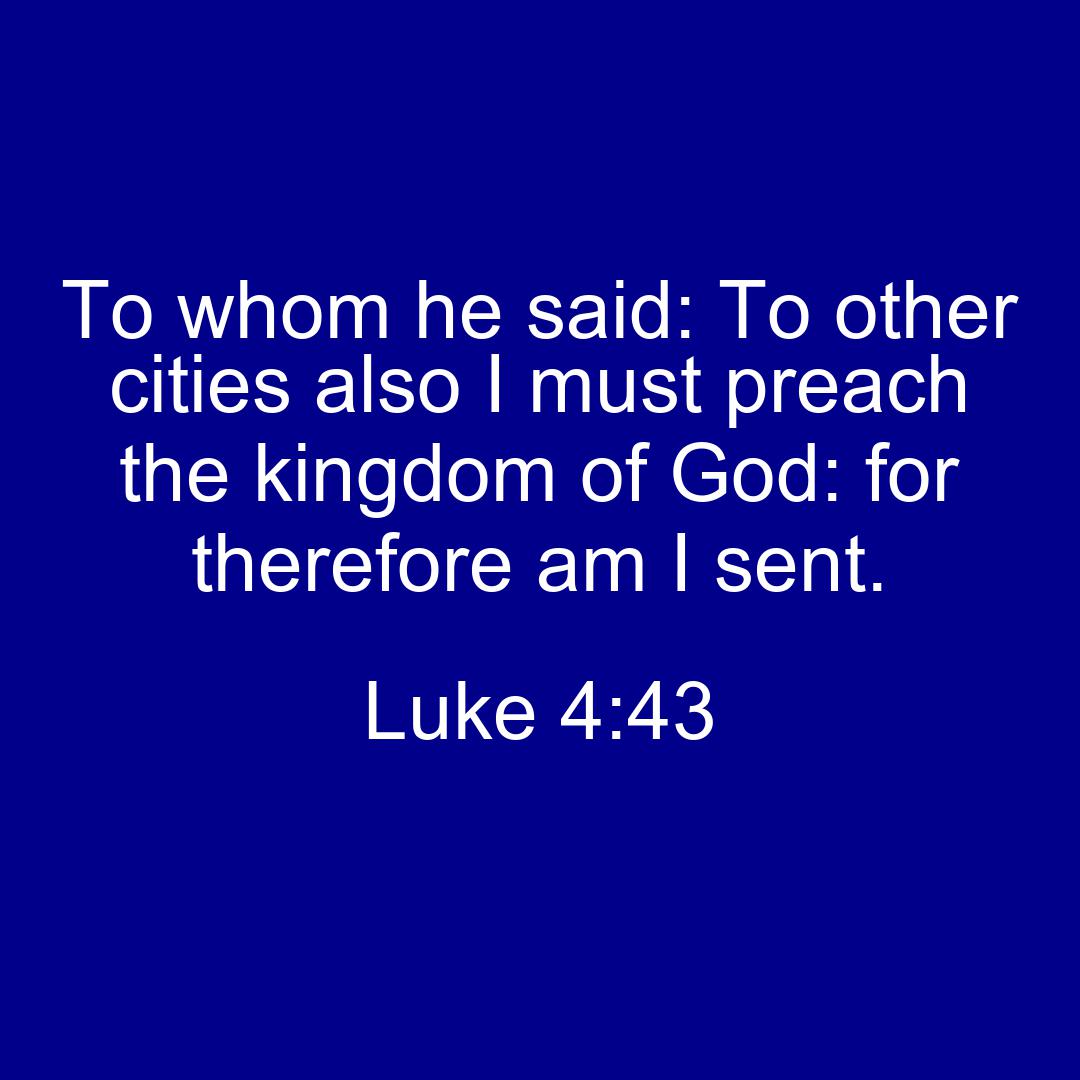 To whom he said: To other
cities also I must preach
the kingdom of God: for
therefore am I sent.
Luke 4:43